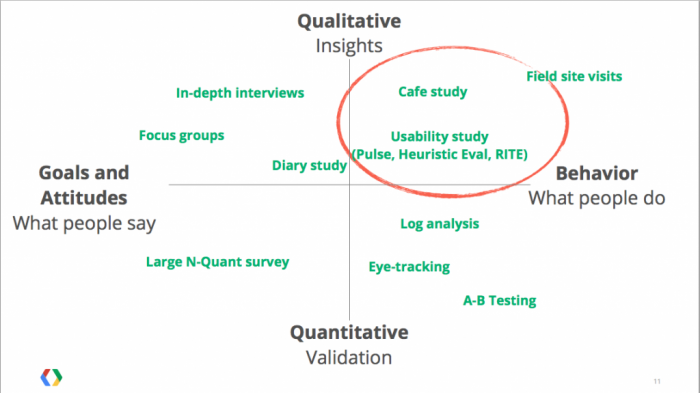 Qualitative
Insights
Field site visits
In-depth interviews
Cafe study
Focus groups
Usability study
(Pulse, Heuristic Eval, RITE)
Diary study
Goals and
Attitudes
What people say
Behavior
What people do
Log analysis
Large N-Quant survey
Eye-tracking
A-B Testing
Quantitative
Validation
11